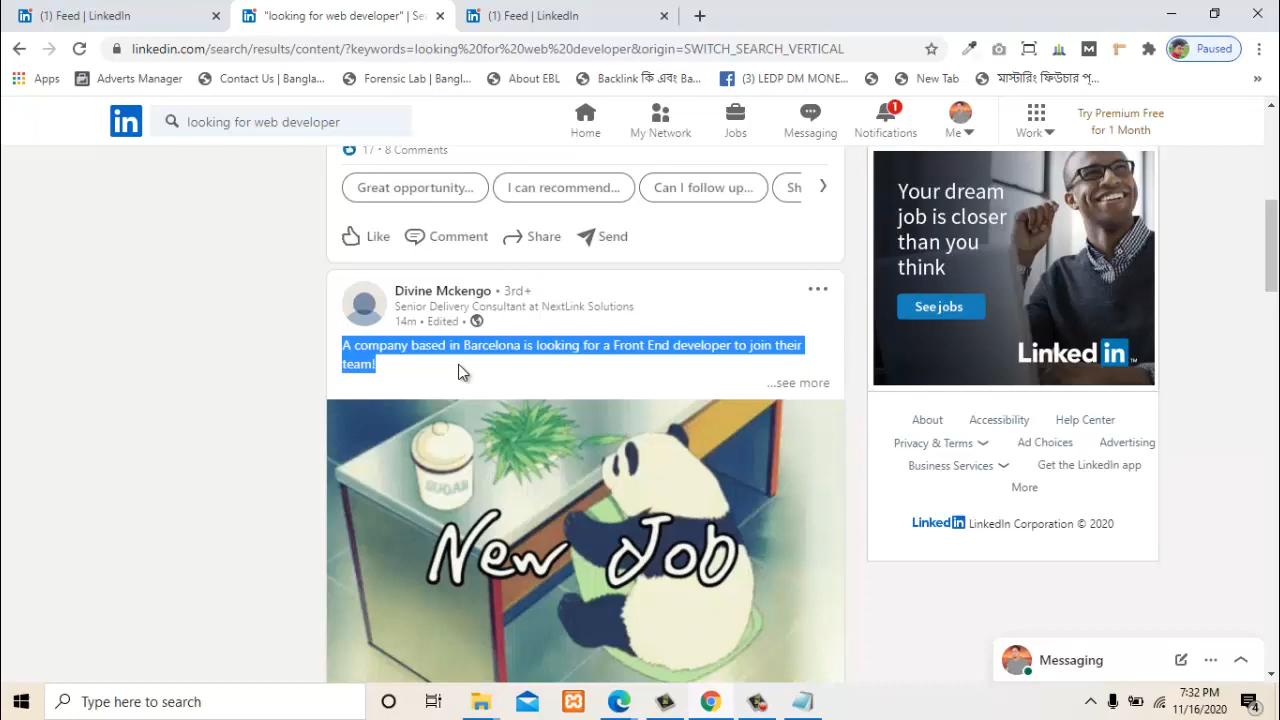 (1) Feed | LinkedIn
"looking for web developer" | Sea
(1) Feed | LinkedIn
linkedin.com/search/results/content/?keywords=looking%20for%20web%20developer&origin=SWITCH_SEARCH_VERTICAL
Paused
Apps
Adverts Manager
Contact Us | Bangla...
Forensic Lab | Bangl...
About EBL
Backlink কি এবং Ba...
(3) LEDP DM MONE...
New Tab
মাস্টারিং ফিউচার প্...
»
in
looking for web developer
Home
My Network
Jobs
Messaging
1
Notifications
Me
Work
Try Premium Free
for 1 Month
17 • 8 Comments
Great opportunity...
I can recommend...
Can I follow up...
Sh
Like
Comment
Share
Send
Divine Mckengo • 3rd+
Senior Delivery Consultant at NextLink Solutions
14m • Edited •
A company based in Barcelona is looking for a Front End developer to join their
team!
...see more
SUGAR
New Job
Your dream
job is closer
than you
think
See jobs
Linked in ™
About
Accessibility
Help Center
Privacy & Terms
Ad Choices
Advertising
Business Services
Get the LinkedIn app
More
Linked in LinkedIn Corporation © 2020
Messaging
Type here to search
7:32 PM
11/16/2020
4